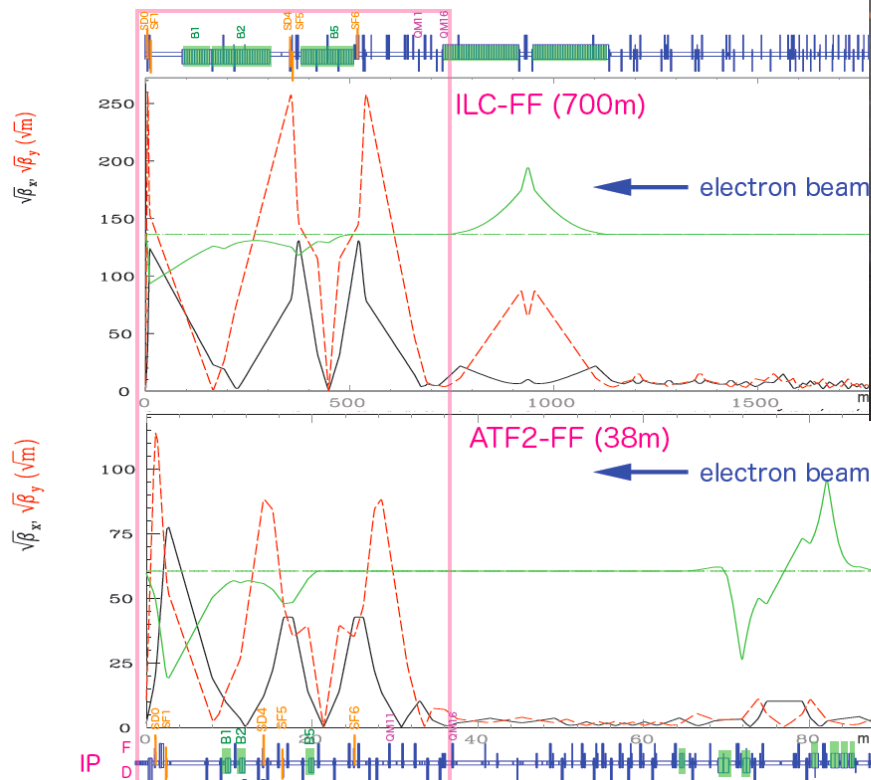 SD0 SF1 B1 B2 SD4 SF5 B5 SF6 QM11 QM16
250
200
150
100
50
0
√βx, √βy (√m)
ILC-FF (700m)
electron beam
0 500 1000 1500 m
100
75
50
25
0
√βx, √βy (√m)
ATF2-FF (38m)
electron beam
0 40 60 80 m
SD0 SF1 B1 B2 SD4 SF5 B5 SF6 QM11 QM16
IP
F
D